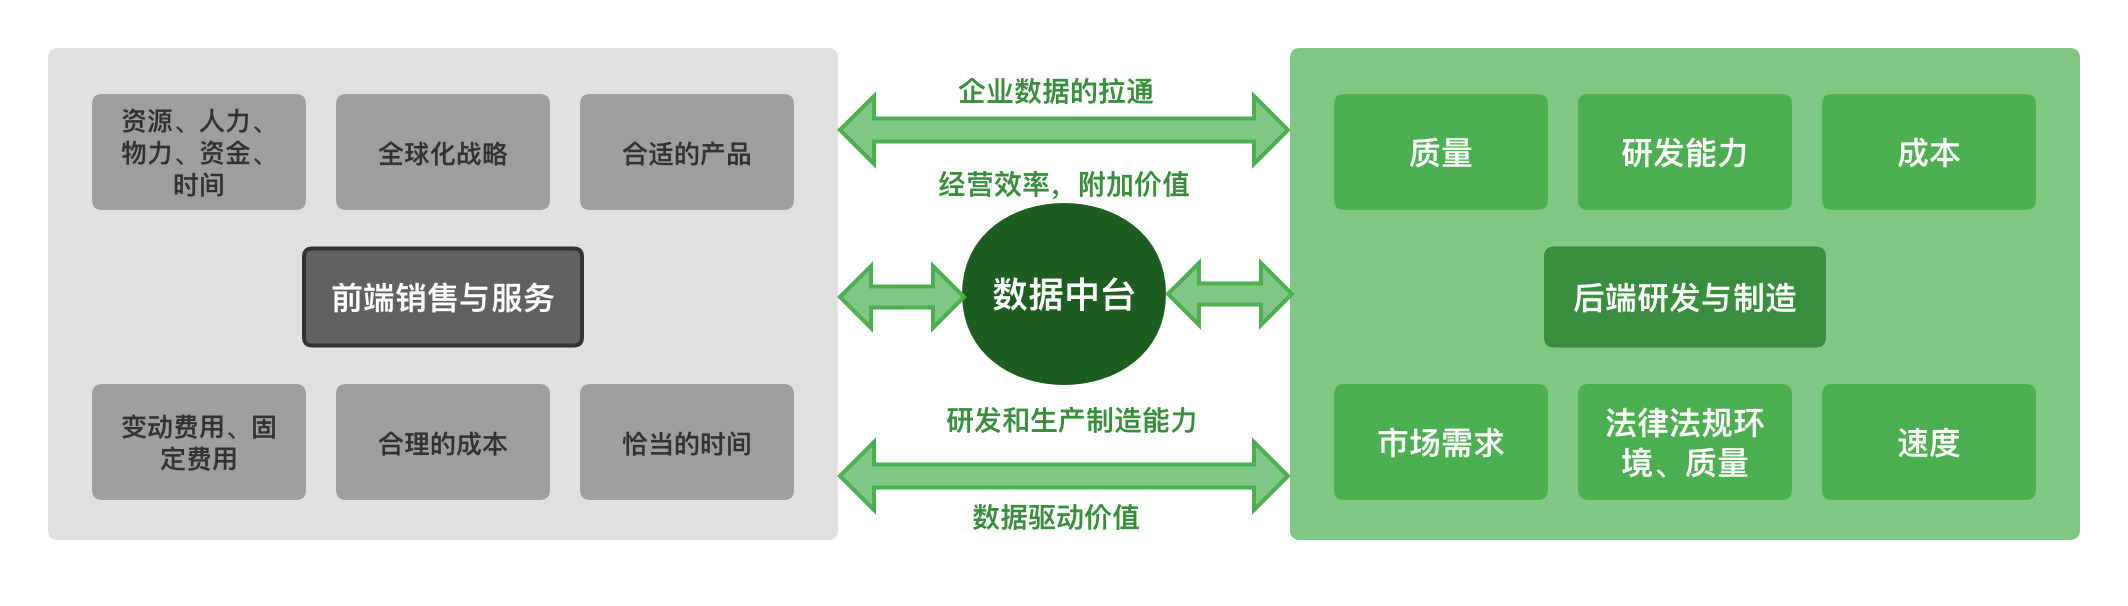 资源、人力、
物力、资金、
时间
全球化战略
合适的产品
前端销售与服务
变动费用、固
定费用
合理的成本
恰当的时间
企业数据的拉通
经营效率，附加价值
数据中台
研发和生产制造能力
数据驱动价值
质量
研发能力
成本
后端研发与制造
市场需求
法律法规环
境、质量
速度